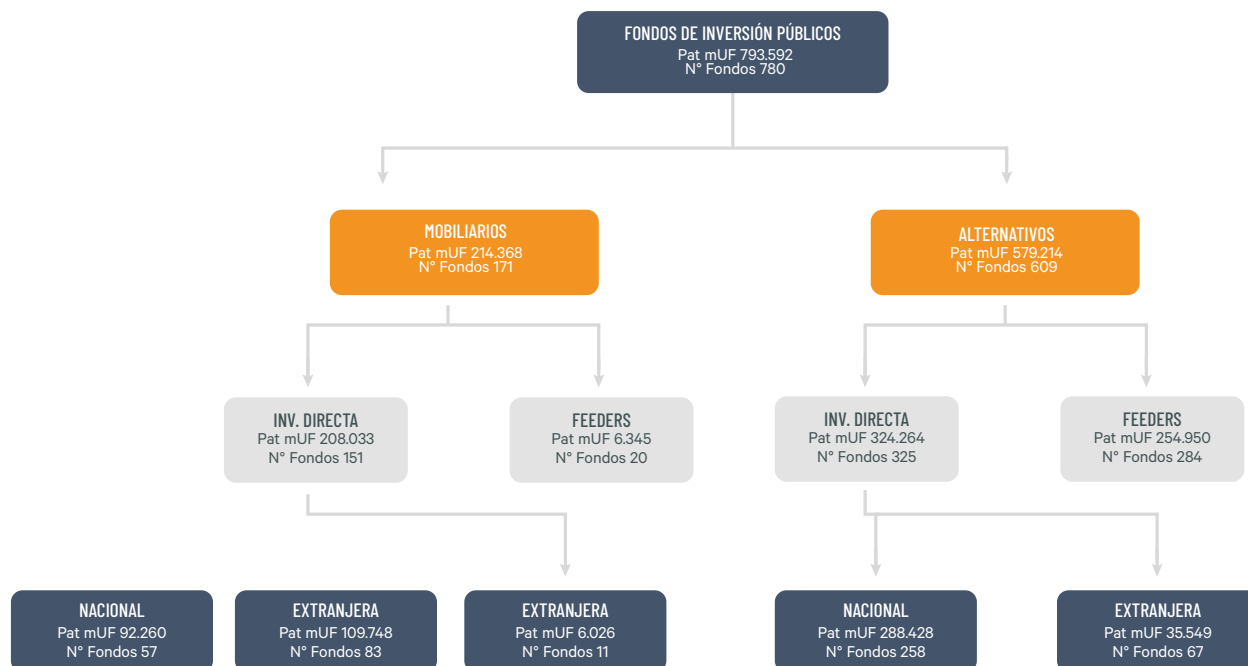 FONDOS DE INVERSIÓN PÚBLICOS
Pat mUF 793.592
N° Fondos 780
MOBILIARIOS
Pat mUF 214.368
N° Fondos 171
ALTERNATIVOS
Pat mUF 579.214
N° Fondos 609
INV. DIRECTA
Pat mUF 208.033
N° Fondos 151
FEEDERS
Pat mUF 6.345
N° Fondos 20
INV. DIRECTA
Pat mUF 324.264
N° Fondos 325
FEEDERS
Pat mUF 254.950
N° Fondos 284
NACIONAL
Pat mUF 92.260
N° Fondos 57
EXTRANJERA
Pat mUF 109.748
N° Fondos 83
EXTRANJERA
Pat mUF 6.026
N° Fondos 11
NACIONAL
Pat mUF 288.428
N° Fondos 258
EXTRANJERA
Pat mUF 35.549
N° Fondos 67